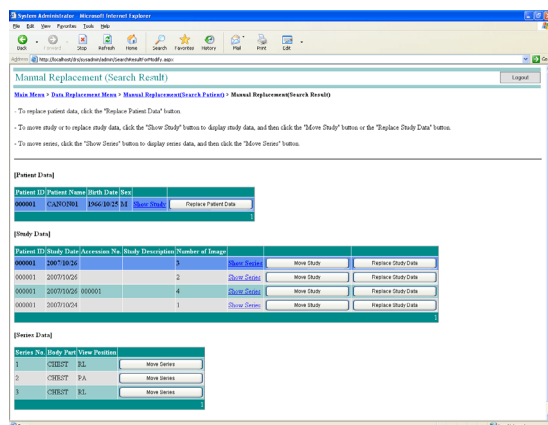 System Administrator - Microsoft Internet Explorer
File Edit View Favorites Tools Help
Back Forward Stop Refresh Home Search Favorites History Mail Print Edit
Address http://localhost/drs/sysadmin/admin/SearchResultForModify.aspx Go
Manual Replacement (Search Result) Logout
Main Menu > Data Replacement Menu > Manual Replacement(Search Patient) > Manual Replacement(Search Result)
- To replace patient data, click the "Replace Patient Data" button.
- To move study or to replace study data, click the "Show Study" button to display study data, and then click the "Move Study" button or the "Replace Study Data" button.
- To move series, click the "Show Series" button to display series data, and then click the "Move Series" button.
[Patient Data]
Patient ID Patient Name Birth Date Sex
000001 CANON01 1966/10/25 M Show Study Replace Patient Data
1
[Study Data]
Patient ID Study Date Accession No. Study Description Number of Image
000001 2007/10/26 3 Show Series Move Study Replace Study Data
000001 2007/10/26 2 Show Series Move Study Replace Study Data
000001 2007/10/26 000001 4 Show Series Move Study Replace Study Data
000001 2007/10/24 1 Show Series Move Study Replace Study Data
1
[Series Data]
Series No. Body Part View Position
1 CHEST RL Move Series
2 CHEST PA Move Series
3 CHEST RL Move Series
1